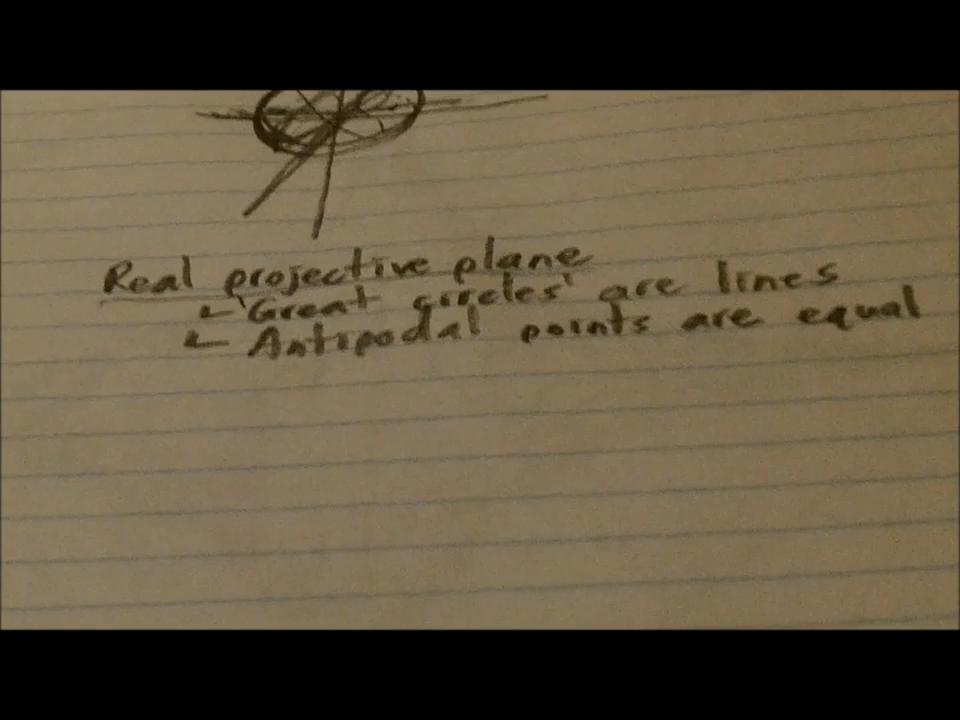 Real projective plane
'Great circles' are lines
Antipodal points are equal